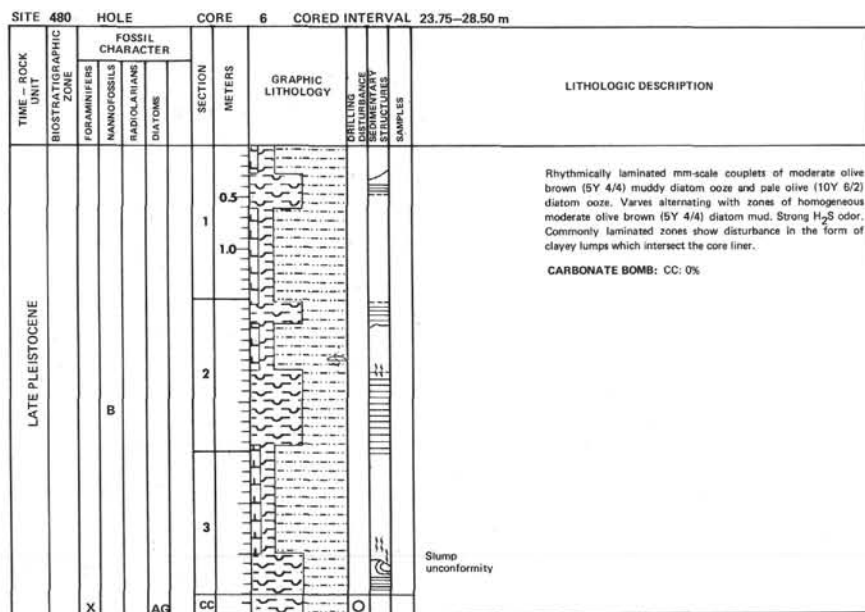 SITE 480 HOLE CORE 6 CORED INTERVAL 23.75—28.50 m
TIME – ROCK UNIT
BIOSTRATIGRAPHIC ZONE
FOSSIL CHARACTER
FORAMINIFERS
NANNOFOSSILS
RADIOLARIANS
DIATOMS
SECTION
METERS
GRAPHIC LITHOLOGY
DRILLING DISTURBANCE
SEDIMENTARY STRUCTURES
SAMPLES
LITHOLOGIC DESCRIPTION
LATE PLEISTOCENE
B
X
AG
1
0.5
1.0
2
3
CC
O
Slump
unconformity
Rhythmically laminated mm-scale couplets of moderate olive
brown (5Y 4/4) muddy diatom ooze and pale olive (10Y 6/2)
diatom ooze. Varves alternating with zones of homogeneous
moderate olive brown (5Y 4/4) diatom mud. Strong H2S odor.
Commonly laminated zones show disturbance in the form of
clayey lumps which intersect the core liner.
CARBONATE BOMB: CC: 0%